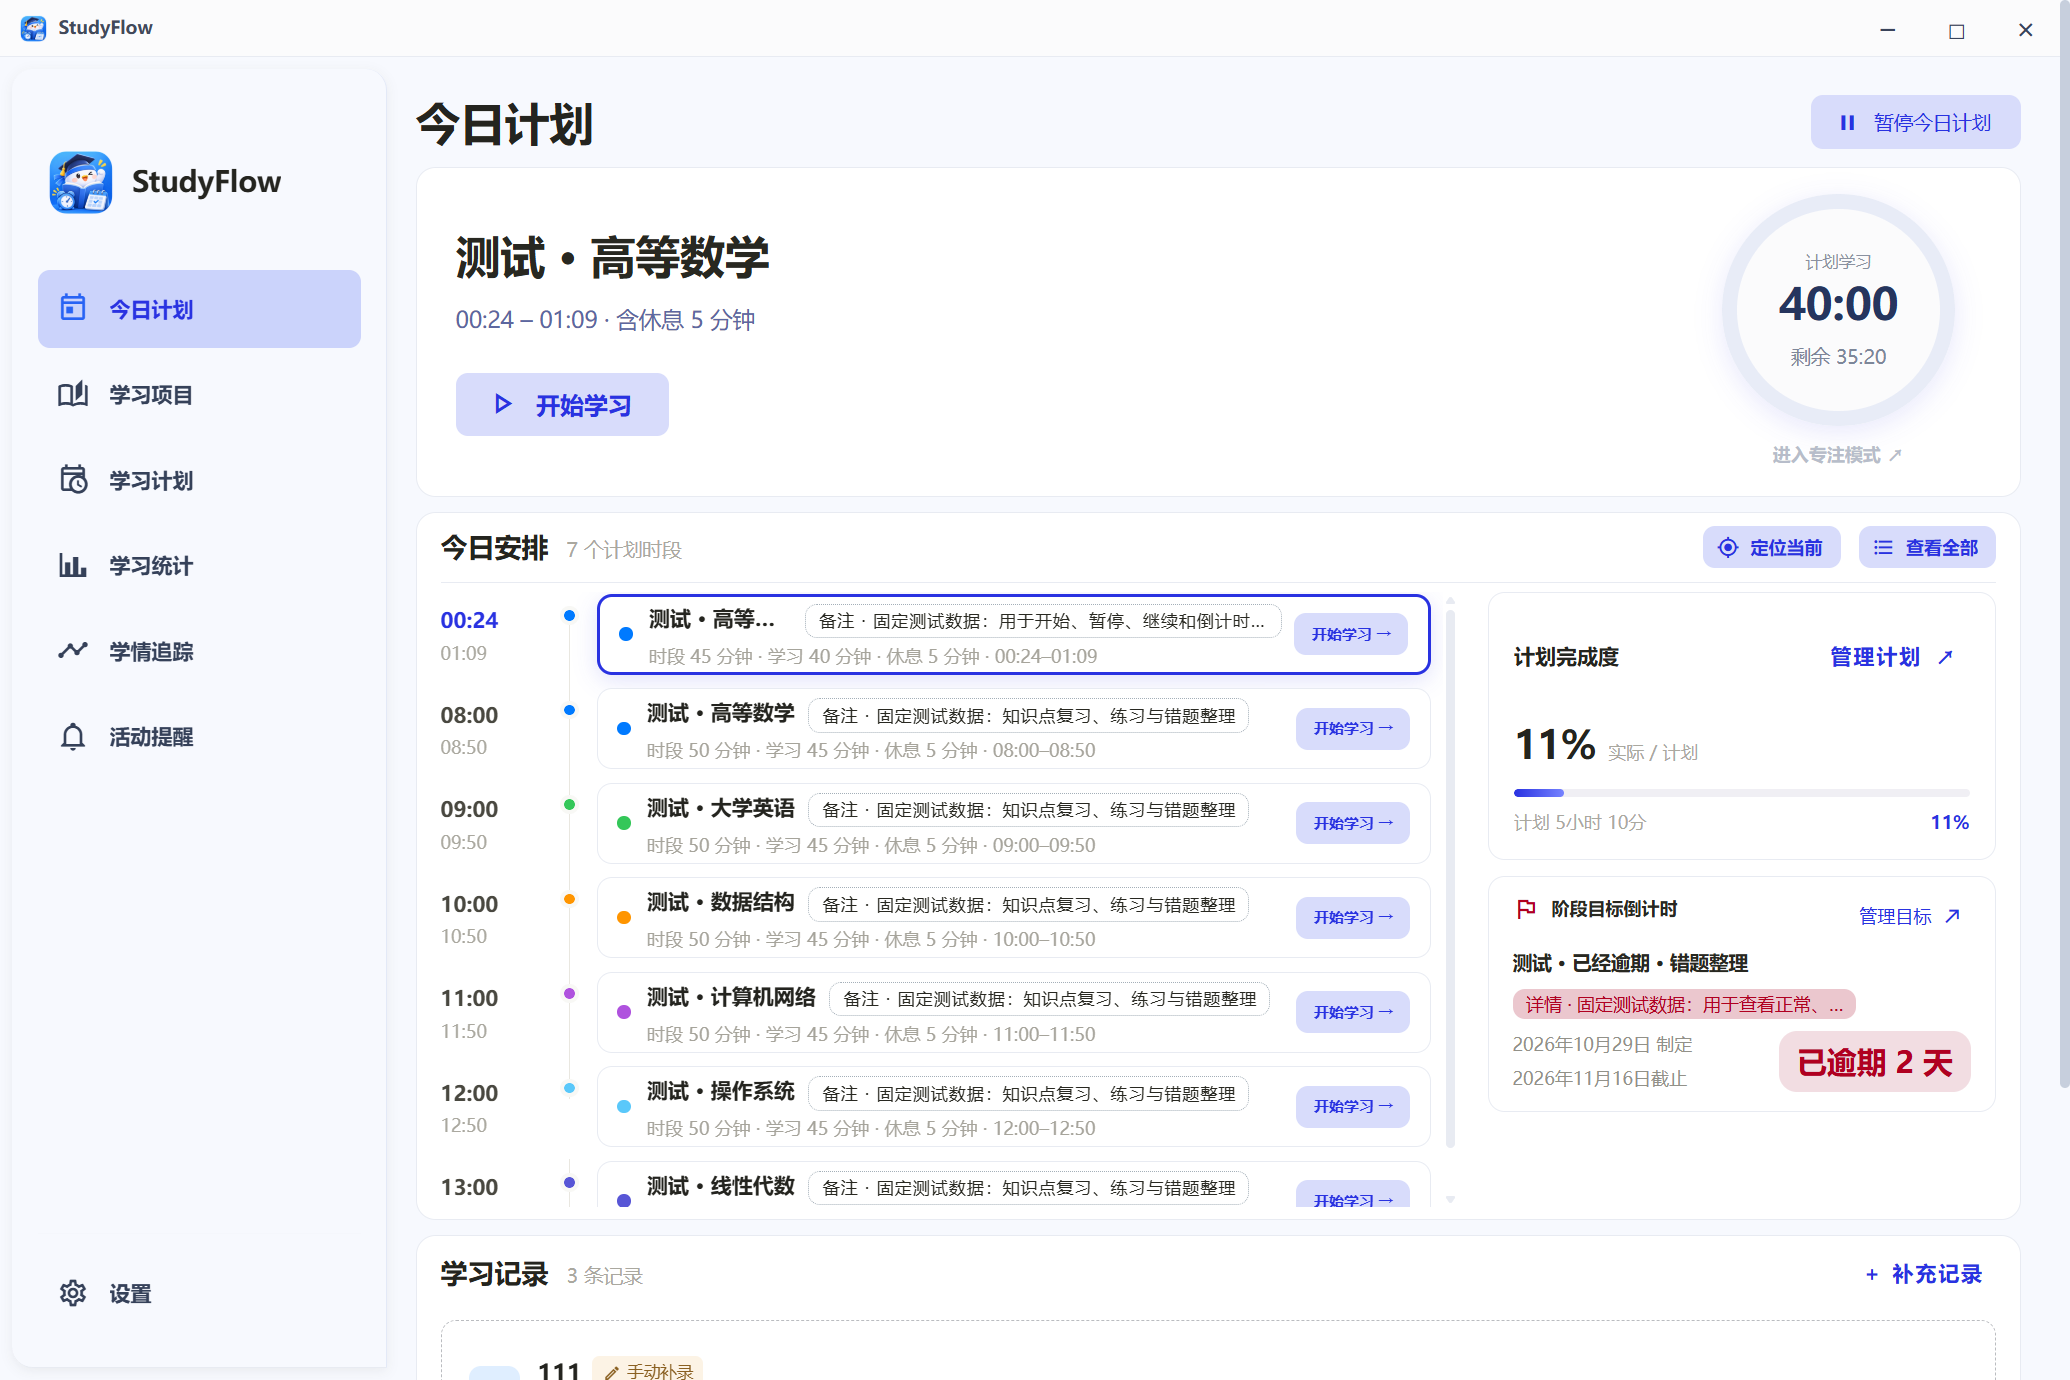 StudyFlow
StudyFlow
今日计划
学习项目
学习计划
学习统计
学情追踪
活动提醒
设置
今日计划
暂停今日计划
测试·高等数学
00:24 – 01:09 · 含休息 5 分钟
开始学习
计划学习
40:00
剩余 35:20
进入专注模式 ↗
今日安排 7 个计划时段
定位当前
查看全部
00:24
01:09
测试·高等... 备注 · 固定测试数据：用于开始、暂停、继续和倒计时...
时段 45 分钟 · 学习 40 分钟 · 休息 5 分钟 · 00:24–01:09
开始学习 →
08:00
08:50
测试·高等数学 备注 · 固定测试数据：知识点复习、练习与错题整理
时段 50 分钟 · 学习 45 分钟 · 休息 5 分钟 · 08:00–08:50
开始学习 →
09:00
09:50
测试·大学英语 备注 · 固定测试数据：知识点复习、练习与错题整理
时段 50 分钟 · 学习 45 分钟 · 休息 5 分钟 · 09:00–09:50
开始学习 →
10:00
10:50
测试·数据结构 备注 · 固定测试数据：知识点复习、练习与错题整理
时段 50 分钟 · 学习 45 分钟 · 休息 5 分钟 · 10:00–10:50
开始学习 →
11:00
11:50
测试·计算机网络 备注 · 固定测试数据：知识点复习、练习与错题整理
时段 50 分钟 · 学习 45 分钟 · 休息 5 分钟 · 11:00–11:50
开始学习 →
12:00
12:50
测试·操作系统 备注 · 固定测试数据：知识点复习、练习与错题整理
时段 50 分钟 · 学习 45 分钟 · 休息 5 分钟 · 12:00–12:50
开始学习 →
13:00
测试·线性代数 备注 · 固定测试数据：知识点复习、练习与错题整理
开始学习 →
计划完成度
管理计划 ↗
11% 实际 / 计划
计划 5小时 10分
11%
阶段目标倒计时
管理目标 ↗
测试·已经逾期·错题整理
详情 · 固定测试数据：用于查看正常、...
2026年10月29日 制定
2026年11月16日截止
已逾期 2 天
学习记录 3 条记录
+ 补充记录
111 手动补录